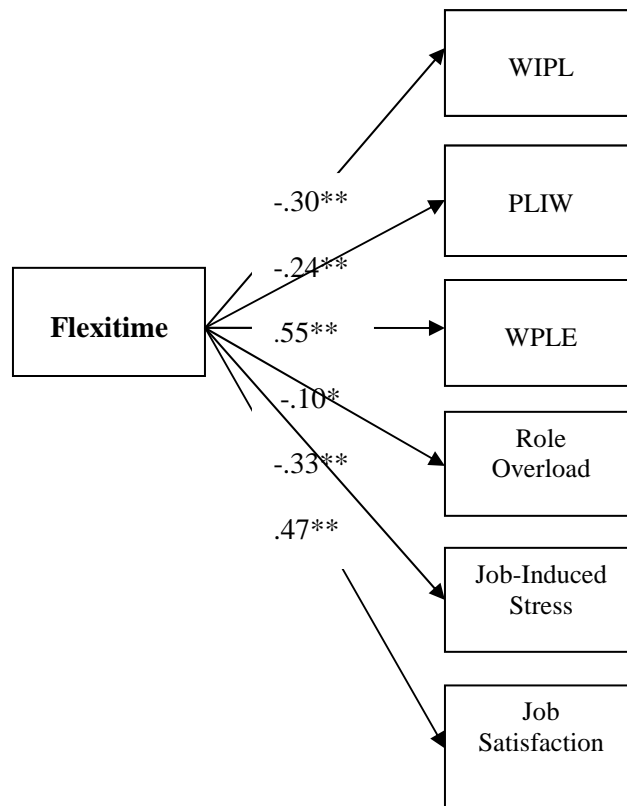 WIPL
-.30**
PLIW
-.24**
Flexitime
.55**
WPLE
-.10*
Role
Overload
-.33**
.47**
Job-Induced
Stress
Job
Satisfaction